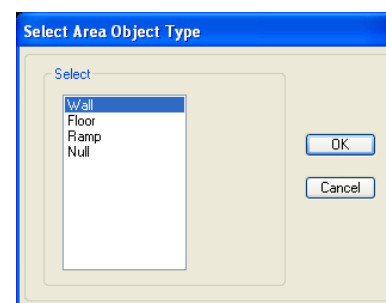 Select Area Object Type
Select
Wall
Floor
Ramp
Null
OK
Cancel